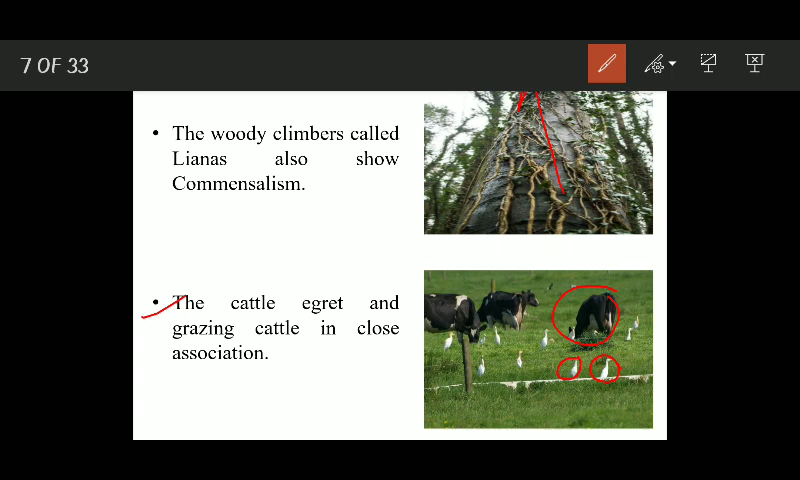 7 OF 33
• The woody climbers called
Lianas also show
Commensalism.
• The cattle egret and
grazing cattle in close
association.